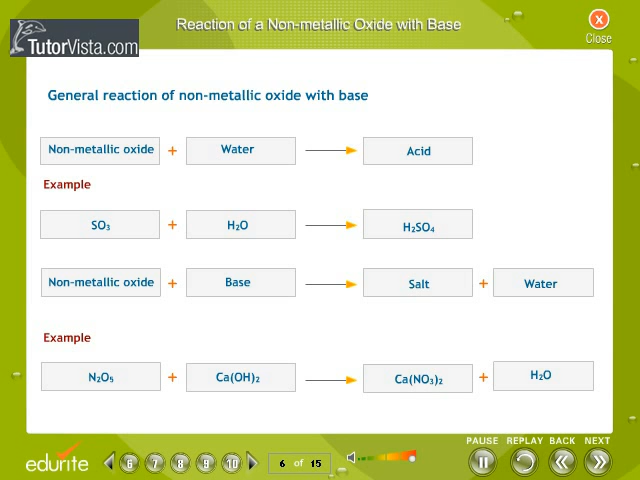 Reaction of a Non-metallic Oxide with Base
X
Close
TutorVista.com
General reaction of non-metallic oxide with base
Non-metallic oxide + Water Acid
Example
SO₃ + H₂O H₂SO₄
Non-metallic oxide + Base Salt + Water
Example
N₂O₅ + Ca(OH)₂ Ca(NO₃)₂ + H₂O
PAUSE REPLAY BACK NEXT
edurite 6 7 8 9 10 6 of 15